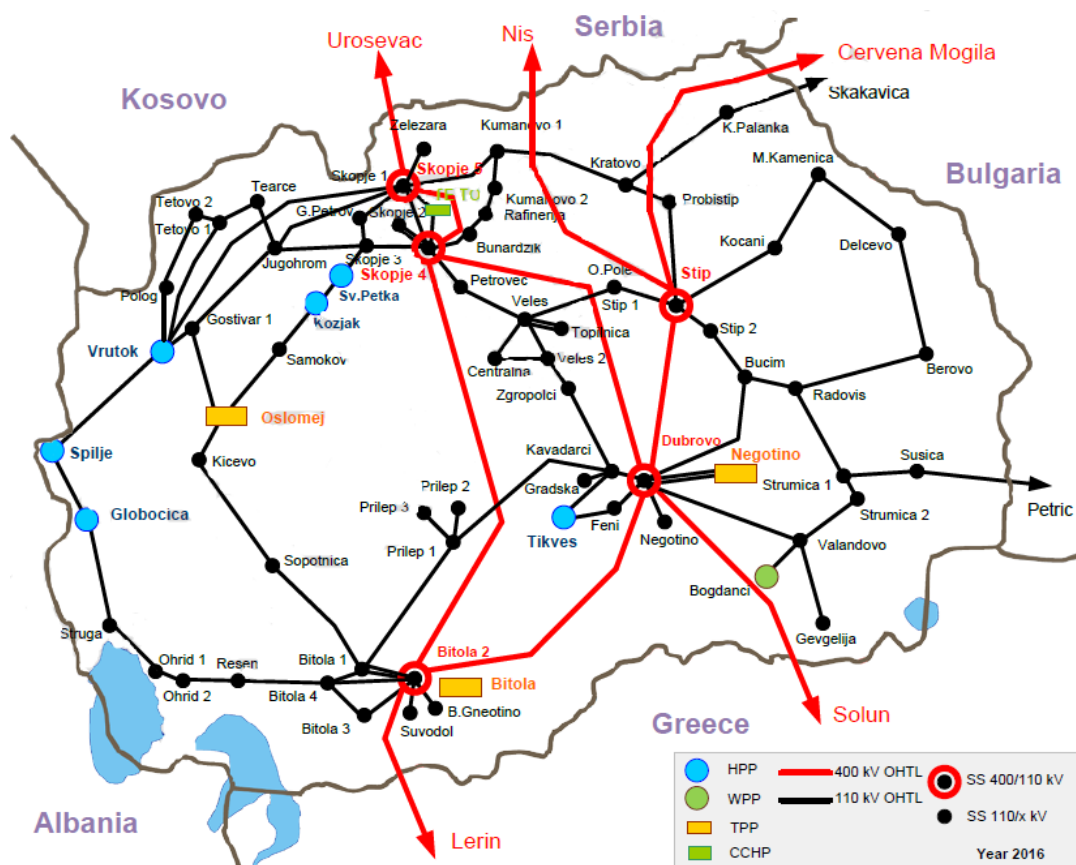 Serbia
Urosevac
Nis
Cervena Mogila
Kosovo
Skakavica
Zelezara
Kumanovo 1
K.Palanka
Skopje 1
Skopje 5
Kratovo
M.Kamenica
Bulgaria
Tearce
TE TO
Tetovo 2
G.Petrov
Skopje 2
Kumanovo 2
Probistip
Tetovo 1
Rafinerija
Kocani
Delcevo
Jugohrom
Skopje 3
Bunardzik
Skopje 4
Petrovec
O.Pole
Stip
Polog
Sv.Petka
Veles
Stip 1
Gostivar 1
Kozjak
Topilnica
Stip 2
Vrutok
Samokov
Centralna
Veles 2
Bucim
Berovo
Zgropolci
Radovis
Oslomej
Spilje
Kavadarci
Dubrovo
Negotino
Susica
Kicevo
Gradska
Strumica 1
Prilep 2
Globocica
Prilep 3
Tikves
Feni
Strumica 2
Petric
Negotino
Valandovo
Prilep 1
Sopotnica
Bogdanci
Struga
Gevgelija
Ohrid 1
Resen
Bitola 1
Bitola 2
Ohrid 2
Bitola 4
Bitola
B.Gneotino
Bitola 3
Suvodol
Greece
Solun
Albania
Lerin
HPP
400 kV OHTL
SS 400/110 kV
WPP
110 kV OHTL
SS 110/x kV
TPP
CCHP
Year 2016